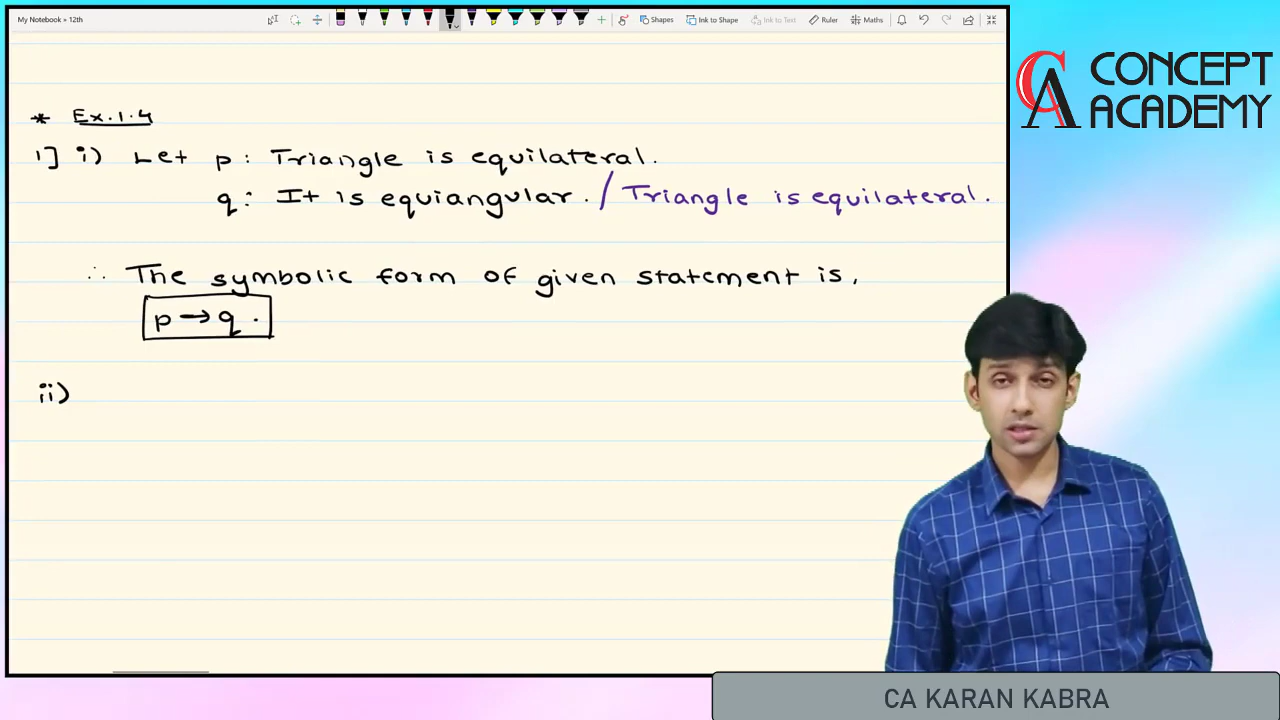 My Notebook » 12th
Shapes
Ink to Shape
Ink to Text
Ruler
Maths
CONCEPT
ACADEMY
CA
* Ex.1.4
1] i) Let p: Triangle is equilateral.
q: It is equiangular. / Triangle is equilateral.
∴ The symbolic form of given statement is,
p → q.
ii)
CA KARAN KABRA